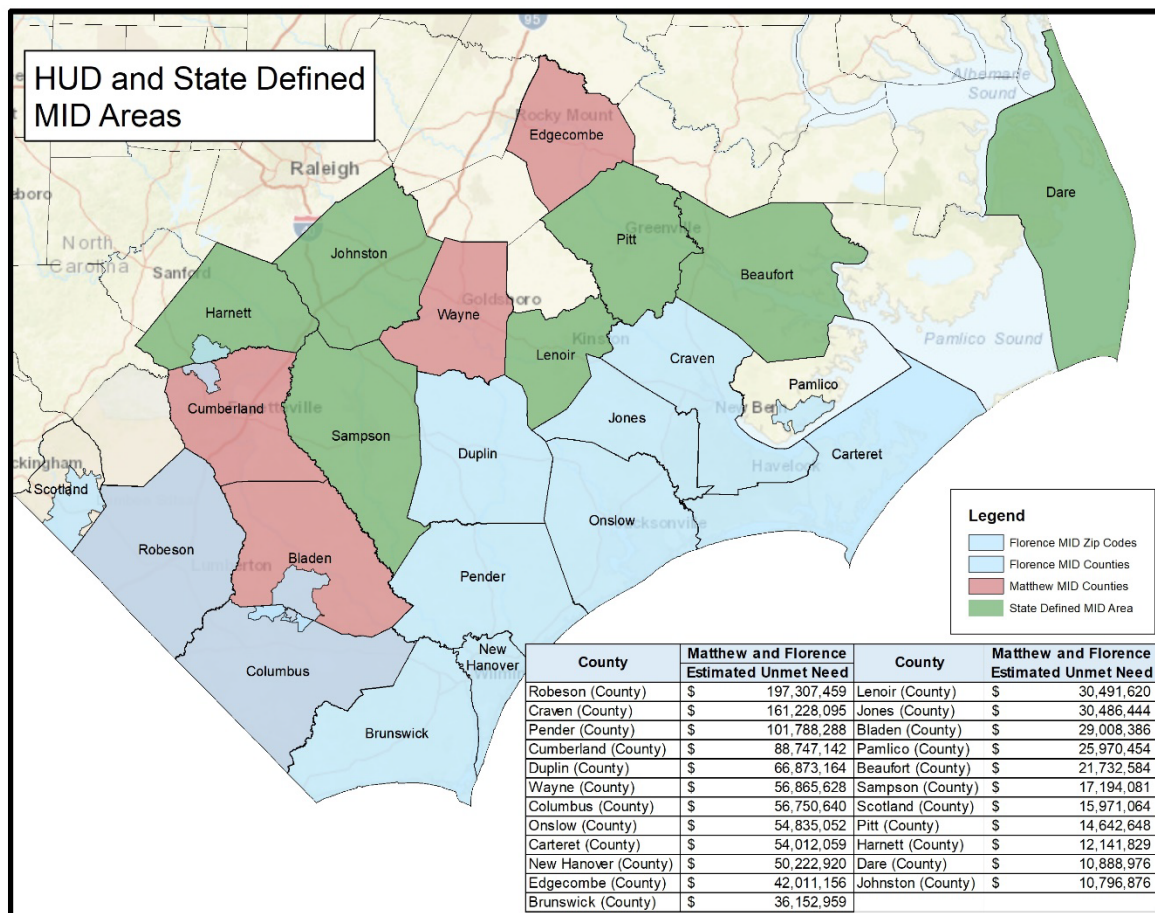 HUD and State Defined
MID Areas
95
Albemarle
Sound
Rocky Mount
Edgecombe
Raleigh
Dare
Greenville
Pitt
North
Carolina
Sanford
Johnston
Beaufort
Goldsboro
Harnett
Wayne
Pamlico Sound
Kinston
Lenoir
Craven
Pamlico
Cumberland
New Bern
Jones
Sampson
Duplin
Carteret
Havelock
Scotland
Onslow
Jacksonville
Robeson
Bladen
Lumberton
Pender
Columbus
New
Hanover
Brunswick
Legend
Florence MID Zip Codes
Florence MID Counties
Matthew MID Counties
State Defined MID Area
County Matthew and Florence Estimated Unmet Need County Matthew and Florence Estimated Unmet Need
Robeson (County) $ 197,307,459 Lenoir (County) $ 30,491,620
Craven (County) $ 161,228,095 Jones (County) $ 30,486,444
Pender (County) $ 101,788,288 Bladen (County) $ 29,008,386
Cumberland (County) $ 88,747,142 Pamlico (County) $ 25,970,454
Duplin (County) $ 66,873,164 Beaufort (County) $ 21,732,584
Wayne (County) $ 56,865,628 Sampson (County) $ 17,194,081
Columbus (County) $ 56,750,640 Scotland (County) $ 15,971,064
Onslow (County) $ 54,835,052 Pitt (County) $ 14,642,648
Carteret (County) $ 54,012,059 Harnett (County) $ 12,141,829
New Hanover (County) $ 50,222,920 Dare (County) $ 10,888,976
Edgecombe (County) $ 42,011,156 Johnston (County) $ 10,796,876
Brunswick (County) $ 36,152,959